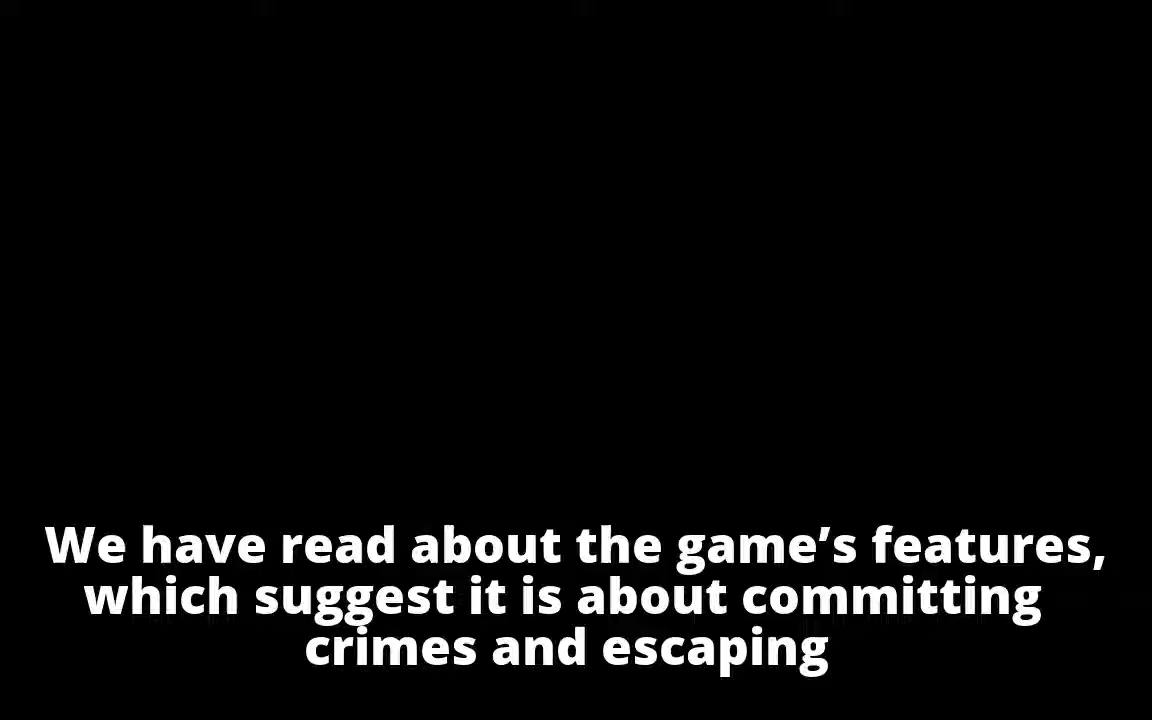 We have read about the game’s features,
which suggest it is about committing
crimes and escaping